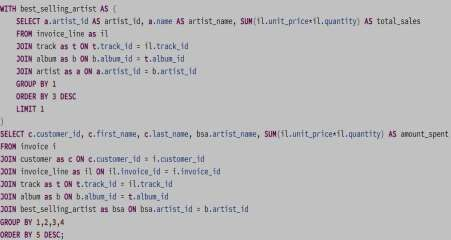 WITH best_selling_artist AS (
SELECT a.artist_id AS artist_id, a.name AS artist_name, SUM(il.unit_price*il.quantity) AS total_sales
FROM invoice_line as il
JOIN track as t ON t.track_id = il.track_id
JOIN album as b ON b.album_id = t.album_id
JOIN artist as a ON a.artist_id = b.artist_id
GROUP BY 1
ORDER BY 3 DESC
LIMIT 1
)
SELECT c.customer_id, c.first_name, c.last_name, bsa.artist_name, SUM(il.unit_price*il.quantity) AS amount_spent
FROM invoice i
JOIN customer as c ON c.customer_id = i.customer_id
JOIN invoice_line as il ON il.invoice_id = i.invoice_id
JOIN track as t ON t.track_id = il.track_id
JOIN album as b ON b.album_id = t.album_id
JOIN best_selling_artist as bsa ON bsa.artist_id = b.artist_id
GROUP BY 1,2,3,4
ORDER BY 5 DESC;